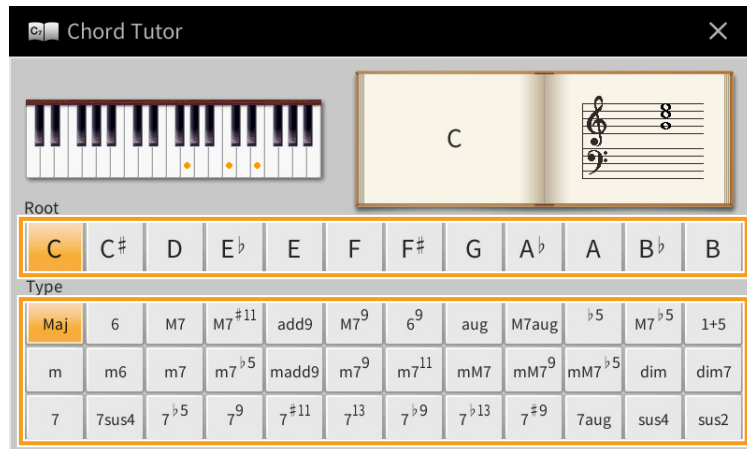 C7 Chord Tutor
C
Root
C C♯ D E♭ E F F♯ G A♭ A B♭ B
Type
Maj 6 M7 M7♯11 add9 M79 69 aug M7aug ♭5 M7♭5 1+5
m m6 m7 m7♭5 madd9 m79 m711 mM7 mM79 mM7♭5 dim dim7
7 7sus4 7♭5 79 7♯11 713 7♭9 7♭13 7♯9 7aug sus4 sus2